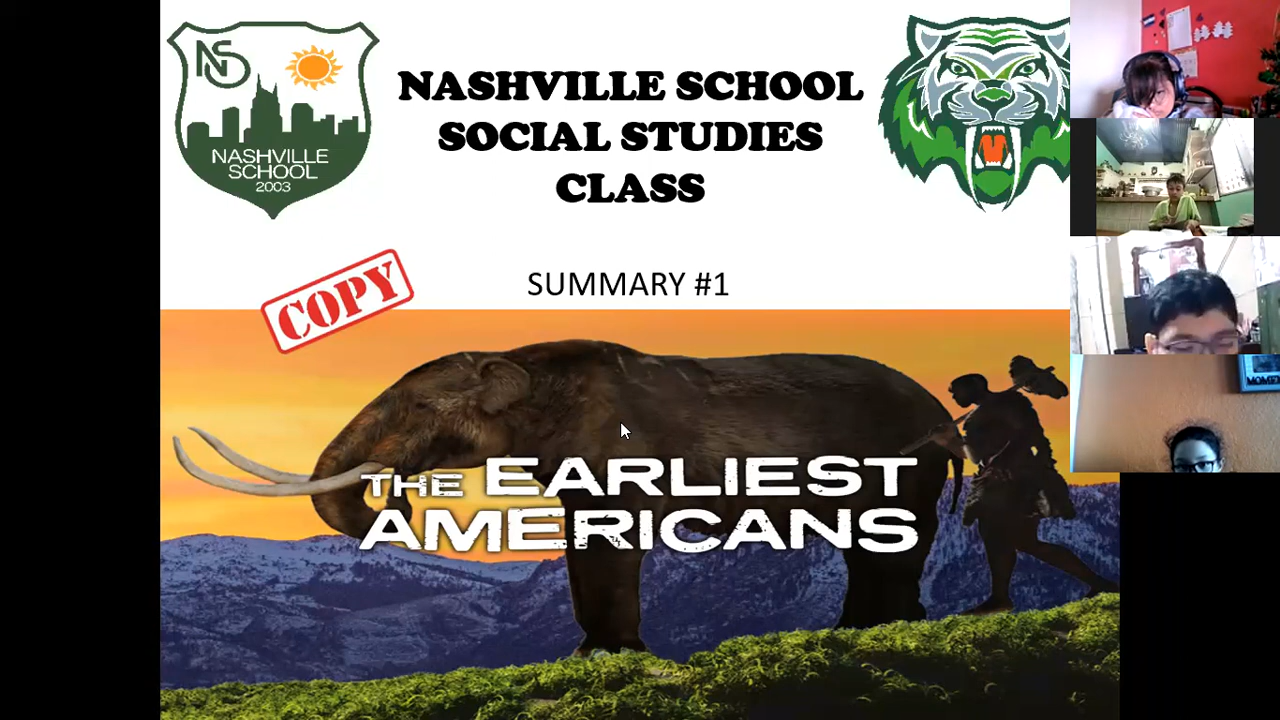 NS
NASHVILLE
SCHOOL
2003
NASHVILLE SCHOOL
SOCIAL STUDIES
CLASS
COPY
SUMMARY #1
THE EARLIEST
AMERICANS